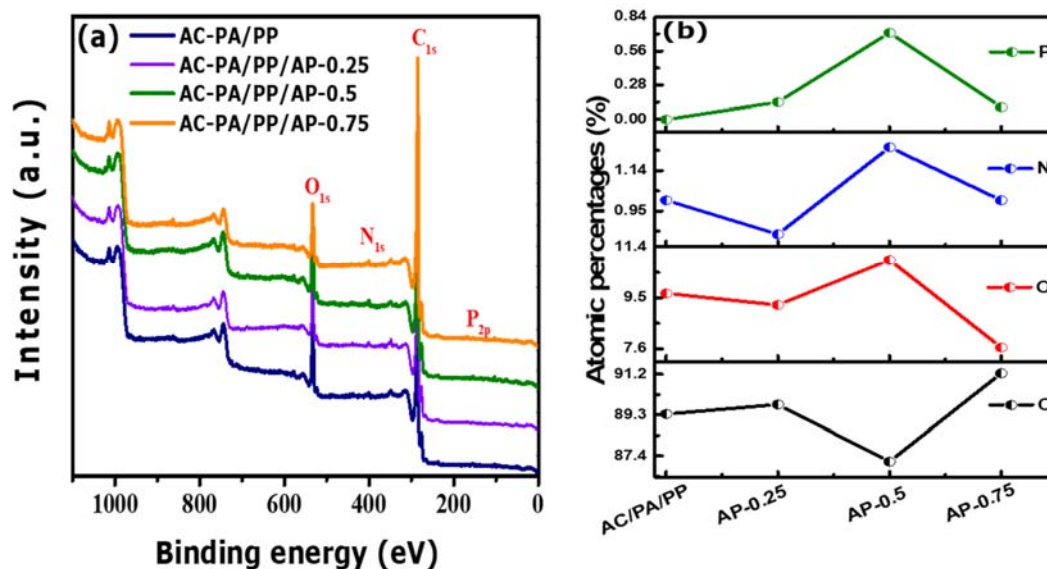 (a)
AC-PA/PP
AC-PA/PP/AP-0.25
AC-PA/PP/AP-0.5
AC-PA/PP/AP-0.75
C1s
O1s
N1s
P2p
Intensity (a.u.)
1000 800 600 400 200 0
Binding energy (eV)
(b)
Atomic percentages (%)
0.84
0.56
0.28
0.00
P
1.14
0.95
N
11.4
9.5
7.6
O
91.2
89.3
87.4
AC/PA/PP AP-0.25 AP-0.5 AP-0.75